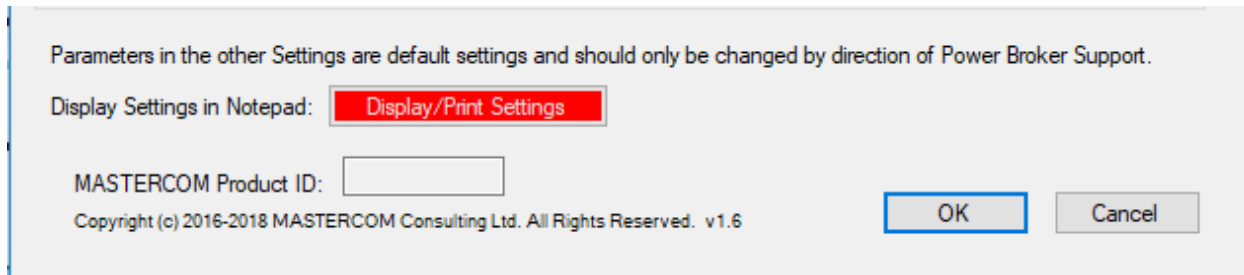 Parameters in the other Settings are default settings and should only be changed by direction of Power Broker Support.
Display Settings in Notepad: Display/Print Settings
MASTERCOM Product ID:
Copyright (c) 2016-2018 MASTERCOM Consulting Ltd. All Rights Reserved. v1.6
OK Cancel